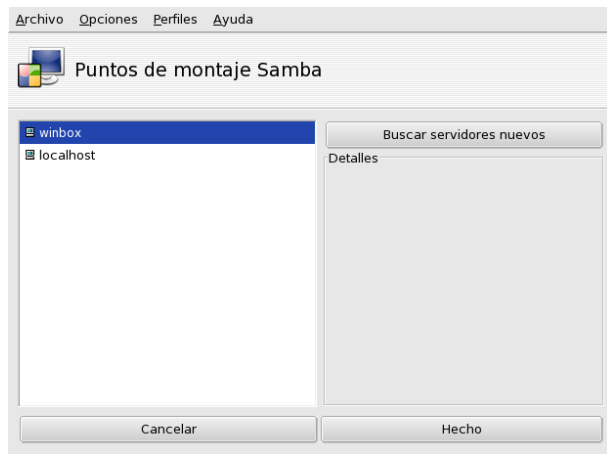 Archivo Opciones Perfiles Ayuda
Puntos de montaje Samba
winbox
localhost
Buscar servidores nuevos
Detalles
Cancelar
Hecho